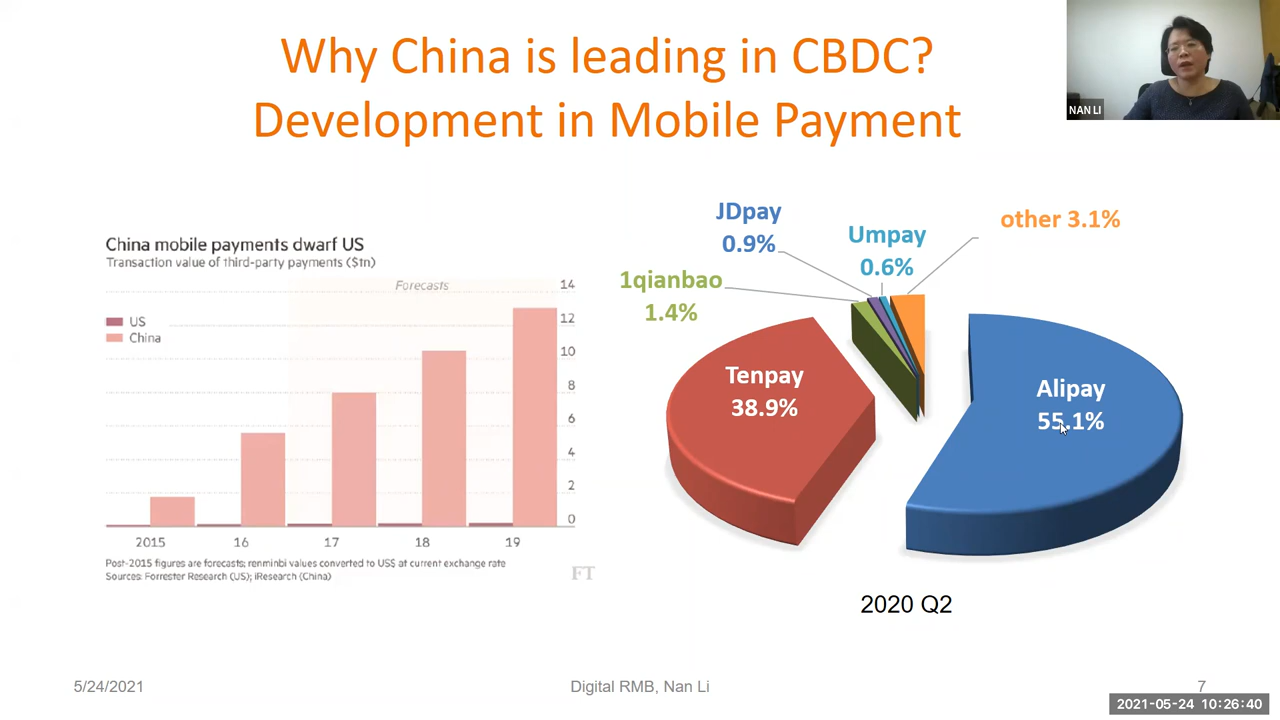 Why China is leading in CBDC?
Development in Mobile Payment
NAN LI
China mobile payments dwarf US
Transaction value of third-party payments ($tn)
Forecasts
US
China
14
12
10
8
6
4
2
0
2015 16 17 18 19
Post-2015 figures are forecasts; renminbi values converted to US$ at current exchange rate
Sources: Forrester Research (US); iResearch (China)
FT
JDpay
0.9%
Umpay
0.6%
other 3.1%
1qianbao
1.4%
Tenpay
38.9%
Alipay
55.1%
2020 Q2
5/24/2021
Digital RMB, Nan Li
7
2021-05-24 10:26:40